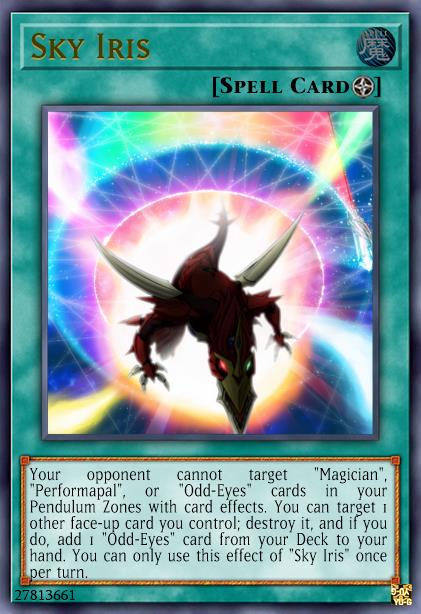 Sky Iris
魔
[Spell Card]
Your opponent cannot target "Magician",
"Performapal", or "Odd-Eyes" cards in your
Pendulum Zones with card effects. You can target 1
other face-up card you control; destroy it, and if you
do, add 1 "Odd-Eyes" card from your Deck to your
hand. You can only use this effect of "Sky Iris" once
per turn.
27813661